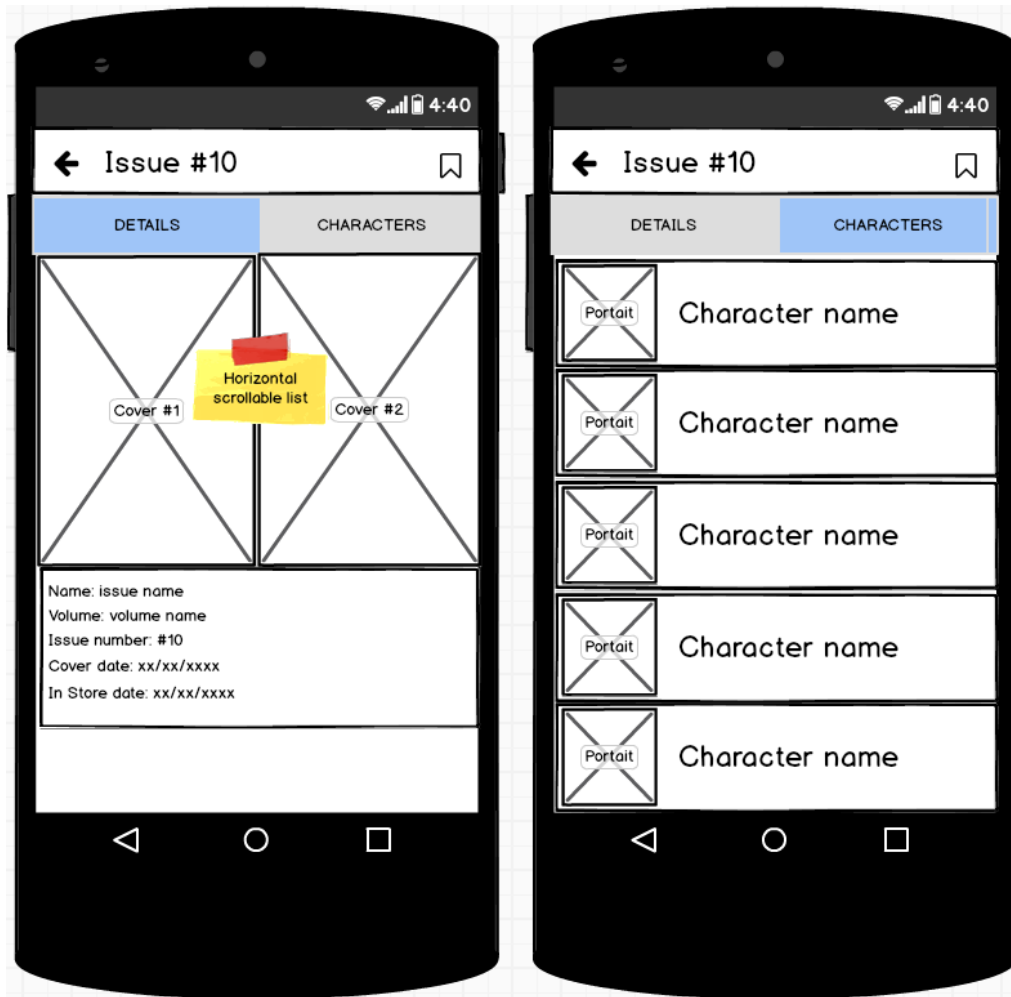 4:40
Issue #10
DETAILS CHARACTERS
Cover #1
Horizontal
scrollable list
Cover #2
Name: issue name
Volume: volume name
Issue number: #10
Cover date: xx/xx/xxxx
In Store date: xx/xx/xxxx
4:40
Issue #10
DETAILS CHARACTERS
Portait Character name
Portait Character name
Portait Character name
Portait Character name
Portait Character name